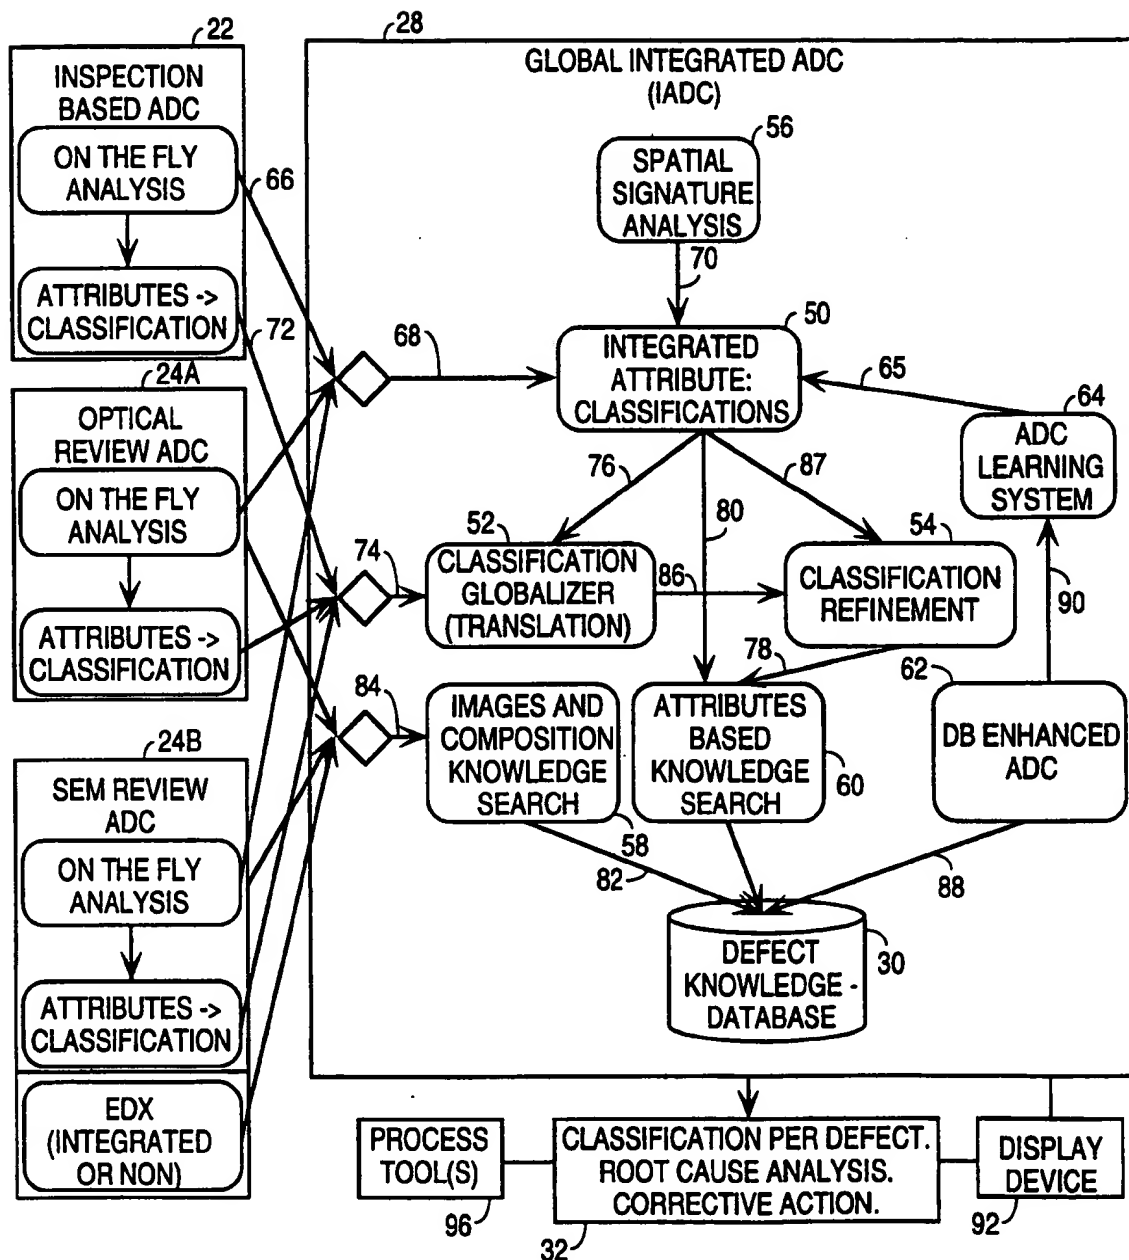 22
INSPECTION
BASED ADC
ON THE FLY
ANALYSIS
66
ATTRIBUTES ->
CLASSIFICATION
72
24A
OPTICAL
REVIEW ADC
ON THE FLY
ANALYSIS
ATTRIBUTES ->
CLASSIFICATION
24B
SEM REVIEW
ADC
ON THE FLY
ANALYSIS
ATTRIBUTES ->
CLASSIFICATION
EDX
(INTEGRATED
OR NON)
28
GLOBAL INTEGRATED ADC
(IADC)
56
SPATIAL
SIGNATURE
ANALYSIS
70
50
68
INTEGRATED
ATTRIBUTE:
CLASSIFICATIONS
65
64
ADC
LEARNING
SYSTEM
76
80
87
90
52
74
CLASSIFICATION
GLOBALIZER
(TRANSLATION)
86
54
CLASSIFICATION
REFINEMENT
78
62
84
IMAGES AND
COMPOSITION
KNOWLEDGE
SEARCH
58
ATTRIBUTES
BASED
KNOWLEDGE
SEARCH
60
DB ENHANCED
ADC
82
88
DEFECT
KNOWLEDGE -
DATABASE
30
PROCESS
TOOL(S)
96
CLASSIFICATION PER DEFECT.
ROOT CAUSE ANALYSIS.
CORRECTIVE ACTION.
32
DISPLAY
DEVICE
92